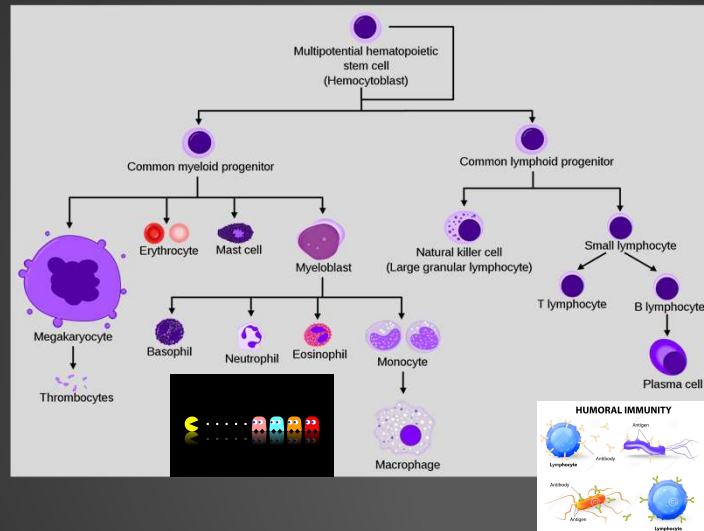 Multipotential hematopoietic
stem cell
(Hemocytoblast)
Common myeloid progenitor
Common lymphoid progenitor
Erythrocyte
Mast cell
Myeloblast
Natural killer cell
(Large granular lymphocyte)
Small lymphocyte
T lymphocyte
B lymphocyte
Megakaryocyte
Basophil
Neutrophil
Eosinophil
Monocyte
Plasma cell
Thrombocytes
Macrophage
HUMORAL IMMUNITY
Antigen
Antibody
Lymphocyte
Antibody
Antigen
Lymphocyte